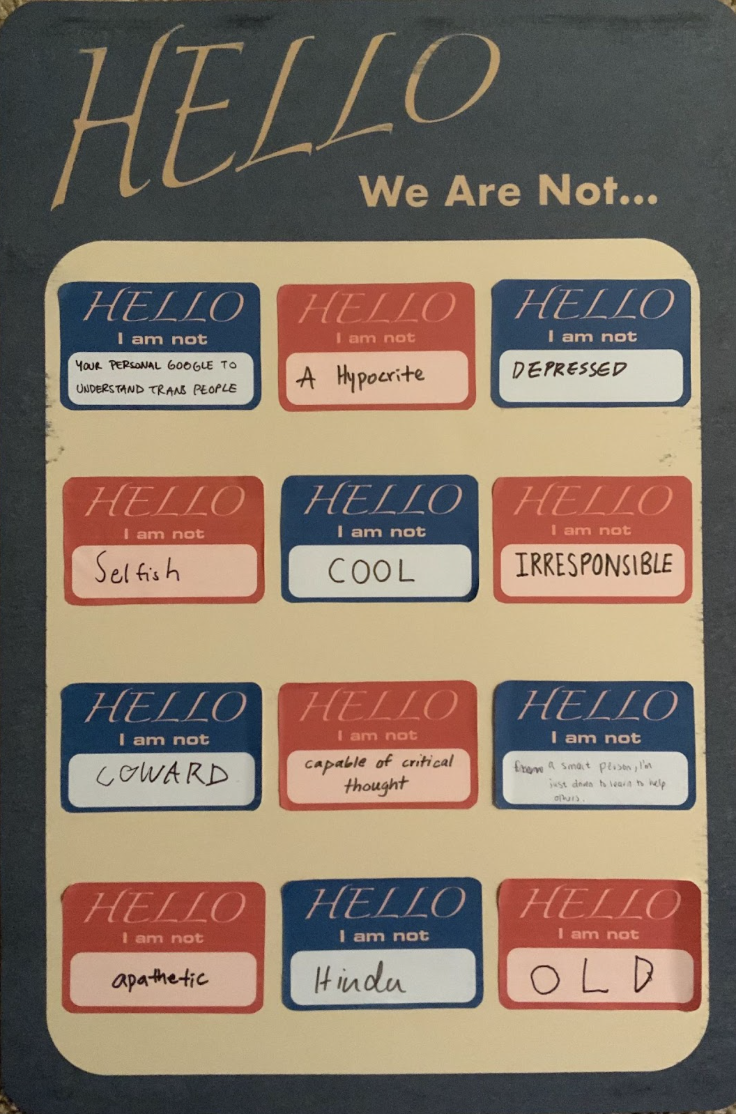 HELLO
We Are Not...
HELLO
I am not
YOUR PERSONAL GOOGLE TO
UNDERSTAND TRANS PEOPLE
HELLO
I am not
A Hypocrite
HELLO
I am not
DEPRESSED
HELLO
I am not
Selfish
HELLO
I am not
COOL
HELLO
I am not
IRRESPONSIBLE
HELLO
I am not
COWARD
HELLO
I am not
capable of critical
thought
HELLO
I am not
a smart person, I'm
just driven to learn to help
others.
HELLO
I am not
apathetic
HELLO
I am not
Hindu
HELLO
I am not
OLD